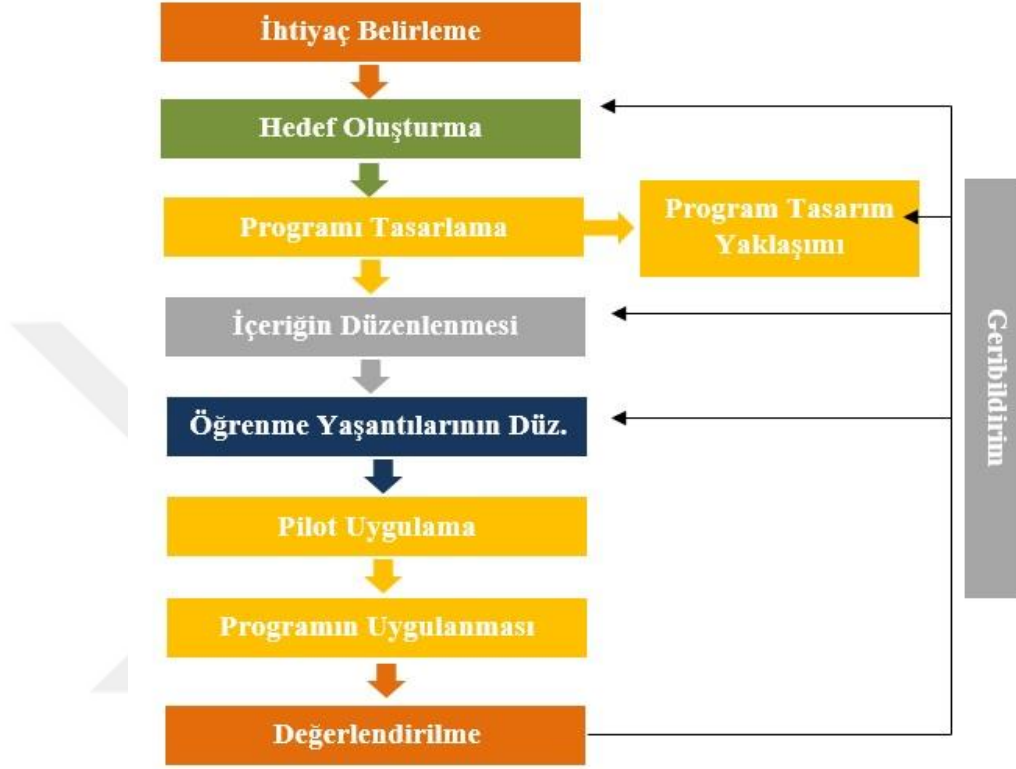 İhtiyaç Belirleme
Hedef Oluşturma
Programı Tasarlama
Program Tasarım
Yaklaşımı
İçeriğin Düzenlenmesi
Öğrenme Yaşantılarının Düz.
Pilot Uygulama
Programın Uygulanması
Değerlendirilme
Geribildirim